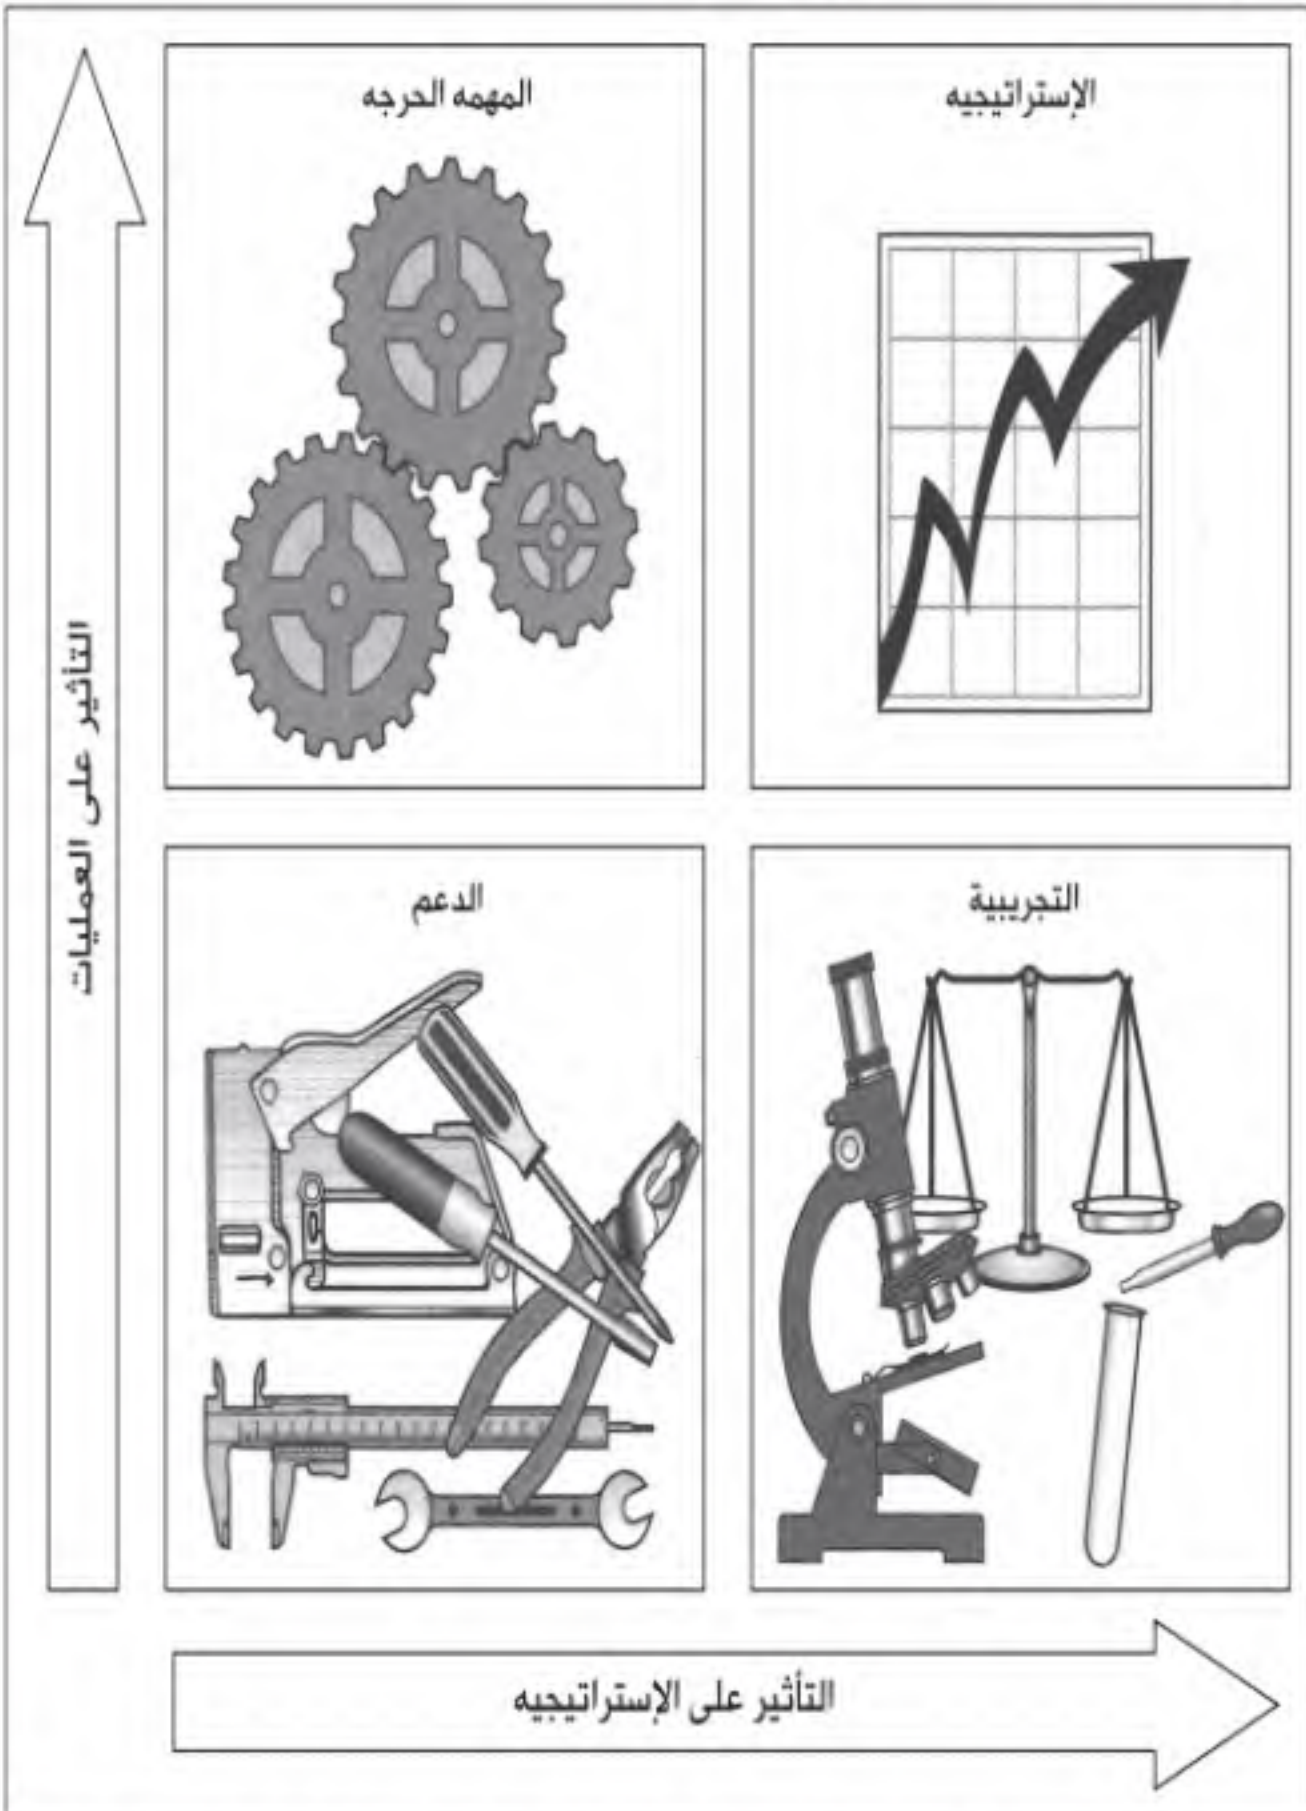 الإستراتيجيه
المهمه الحرجه
التجريبية
الدعم
التأثير على العمليات
التأثير على الإستراتيجيه